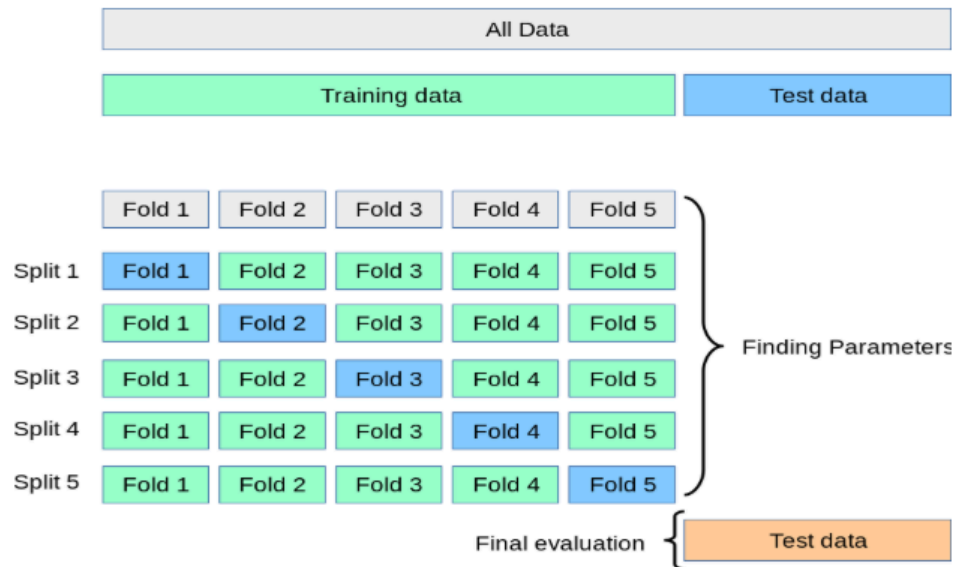 All Data
Training data Test data
Fold 1 Fold 2 Fold 3 Fold 4 Fold 5
Split 1 Fold 1 Fold 2 Fold 3 Fold 4 Fold 5
Split 2 Fold 1 Fold 2 Fold 3 Fold 4 Fold 5
Finding Parameters
Split 3 Fold 1 Fold 2 Fold 3 Fold 4 Fold 5
Split 4 Fold 1 Fold 2 Fold 3 Fold 4 Fold 5
Split 5 Fold 1 Fold 2 Fold 3 Fold 4 Fold 5
Final evaluation Test data